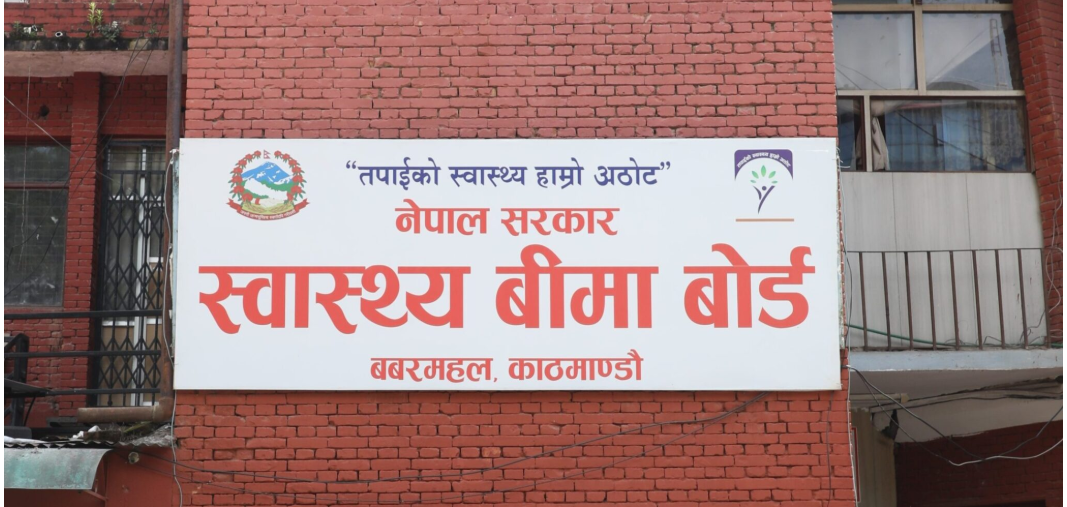 “तपाईको स्वास्थ्य हाम्रो अठोट”
नेपाल सरकार
स्वास्थ्य बीमा बोर्ड
बबरमहल, काठमाण्डौ